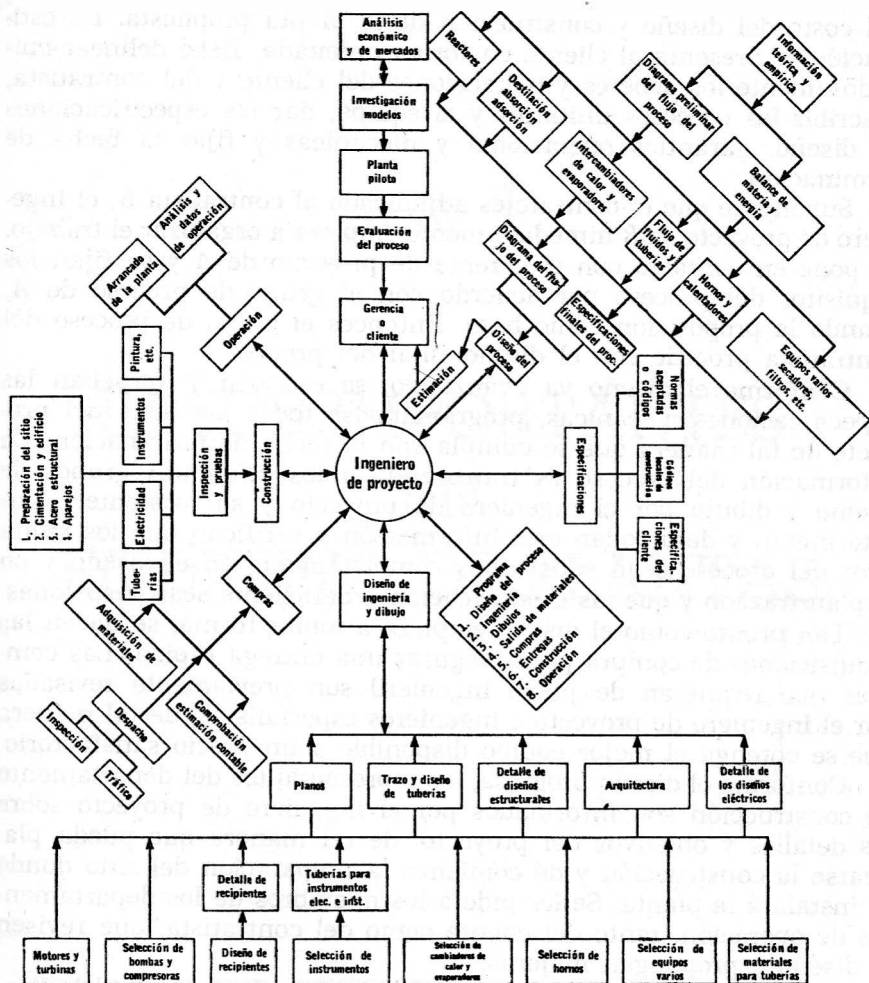 Análisis
económico
y de mercados
Investigación
modelos
Planta
piloto
Evaluación
del proceso
Gerencia
o
cliente
Ingeniero
de proyecto
Reactores
Destilación
absorción
adsorción
Intercambiadores
de calor y
evaporadores
Flujo de
fluidos y
tuberías
Hornos y
calentadores
Equipos varios
secadores,
filtros, etc.
Información
teórica y
empírica
Diagrama preliminar
del flujo del
proceso
Balance de
materia y
energía
Diagrama del flu-
jo del proceso
Especificaciones
finales del proc.
Estimación
Diseño del
proceso
Especificaciones
Normas
aceptadas
o códigos
construcción
Especifica-
ciones del
cliente
Programa
1. Diseño del proceso
2. Ingeniería
3. Dibujos
4. Salida de materiales
5. Compras
6. Entregas
7. Construcción
8. Operación
Análisis y
datos
de operación
Arrancar
de la planta
Operación
Pintura,
etc.
Instrumentos
Electricidad
Tube-
rías
Preparación del sitio
2. Cimentación y edificio
Acero estructural
Aparejos
Inspección
y pruebas
Construcción
Compras
Adquisición de
materiales
Inspección
Despacho
Tráfico
Comprobación
estimación contable
Diseño de
ingeniería
y dibujo
Planos
Trazo y diseño
de tuberías
Detalle de
diseños
estructurales
Arquitectura
Detalle de
los diseños
eléctricos
Detalle de
recipientes
Tuberías para
instrumentos
elec. e inst.
Motores y
turbinas
Selección de
bombas y
compresoras
Diseño de
recipientes
Selección de
instrumentos
Selección de
cambiadores de
calor y
evaporadores
Selección de
hornos
Selección de
equipos
varios
Selección de
materiales
para tuberías